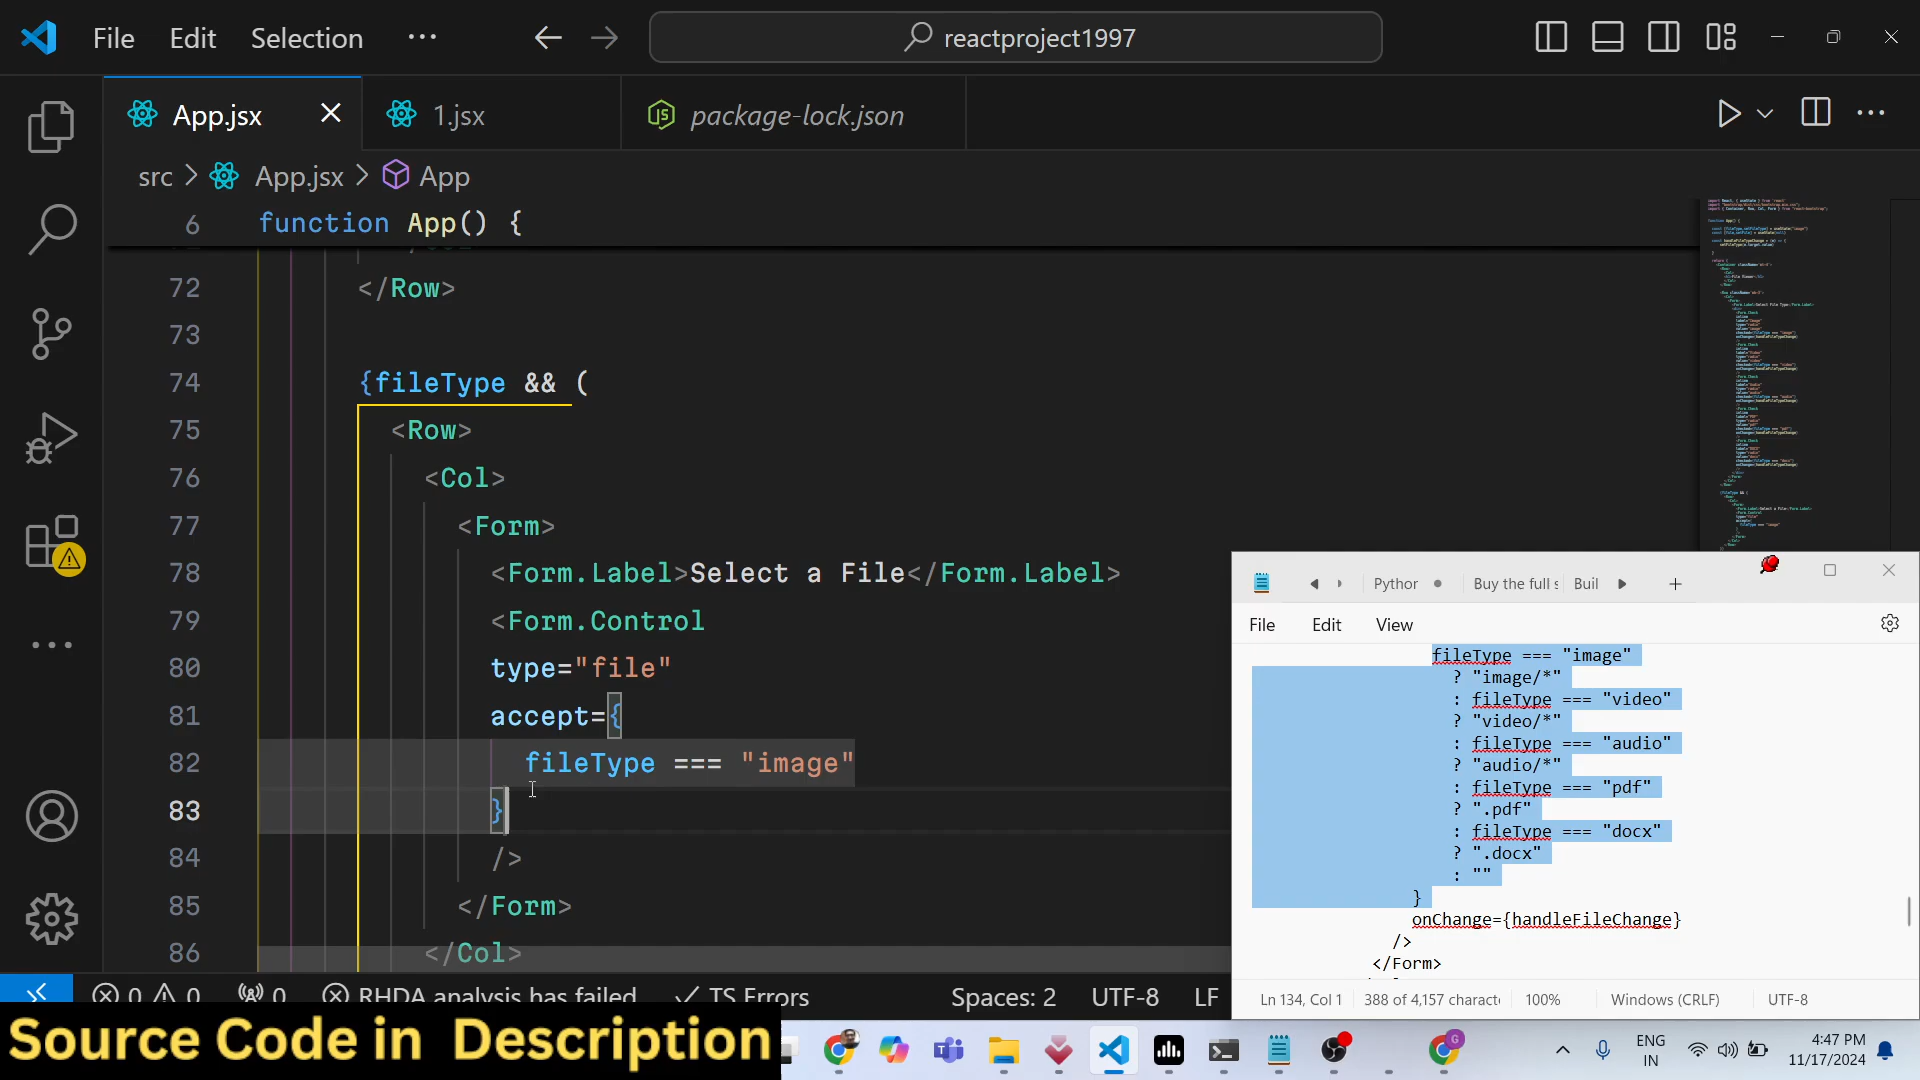 File Edit Selection ···
reactproject1997
App.jsx
1.jsx
package-lock.json
src > App.jsx > App
6 function App() {
72 </Row>
73
74 {fileType && (
75 <Row>
76 <Col>
77 <Form>
78 <Form.Label>Select a File</Form.Label>
79 <Form.Control
80 type="file"
81 accept={
82 fileType === "image"
83 }
84 />
85 </Form>
86 </Col>
Python
Buy the full s
Buil
File Edit View
fileType === "image"
? "image/*"
: fileType === "video"
? "video/*"
: fileType === "audio"
? "audio/*"
: fileType === "pdf"
? ".pdf"
: fileType === "docx"
? ".docx"
: ""
}
onChange={handleFileChange}
/>
</Form>
Ln 134, Col 1 388 of 4,157 characte 100% Windows (CRLF) UTF-8
0 0 0 RHDA analysis has failed TS Errors Spaces: 2 UTF-8 LF
Source Code in Description
ENG
IN
4:47 PM
11/17/2024